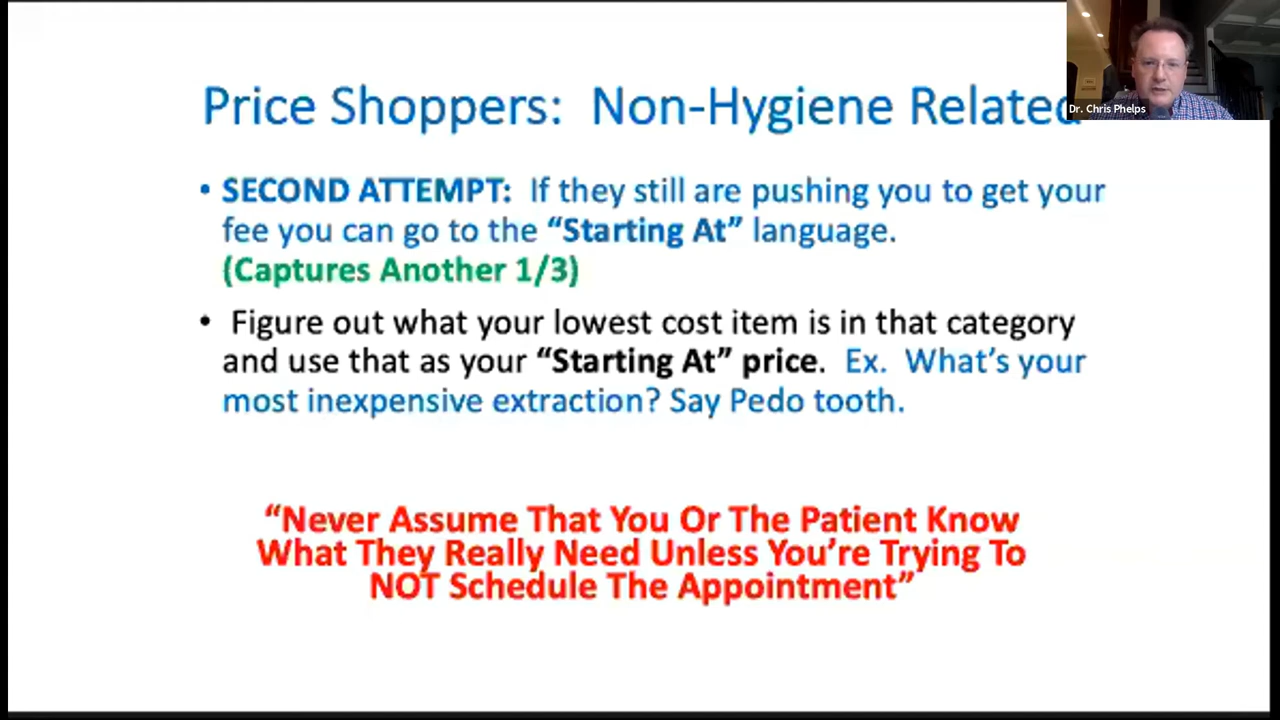 Price Shoppers:  Non-Hygiene Related
Dr. Chris Phelps
• SECOND ATTEMPT:  If they still are pushing you to get your
fee you can go to the “Starting At” language.
(Captures Another 1/3)
• Figure out what your lowest cost item is in that category
and use that as your “Starting At” price.  Ex.  What’s your
most inexpensive extraction? Say Pedo tooth.
“Never Assume That You Or The Patient Know
What They Really Need Unless You’re Trying To
NOT Schedule The Appointment”